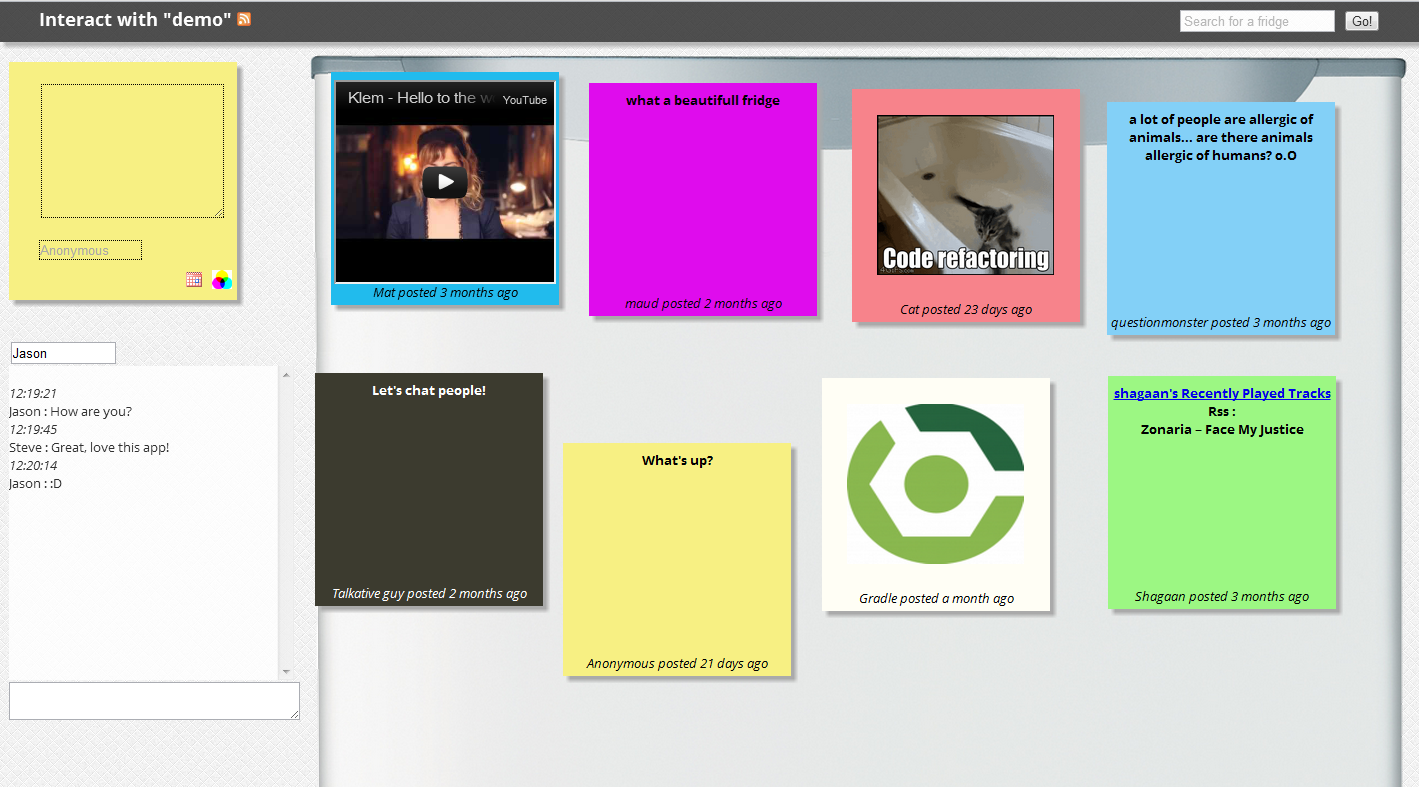 Interact with "demo"
Search for a fridge
Go!
Anonymous
Jason
12:19:21
Jason : How are you?
12:19:45
Steve : Great, love this app!
12:20:14
Jason : :D
Klem - Hello to the w
YouTube
Mat posted 3 months ago
what a beautifull fridge
maud posted 2 months ago
Code refactoring
Cat posted 23 days ago
a lot of people are allergic of
animals... are there animals
allergic of humans? o.O
questionmonster posted 3 months ago
Let's chat people!
Talkative guy posted 2 months ago
What's up?
Anonymous posted 21 days ago
Gradle posted a month ago
shagaan's Recently Played Tracks
Rss :
Zonaria – Face My Justice
Shagaan posted 3 months ago